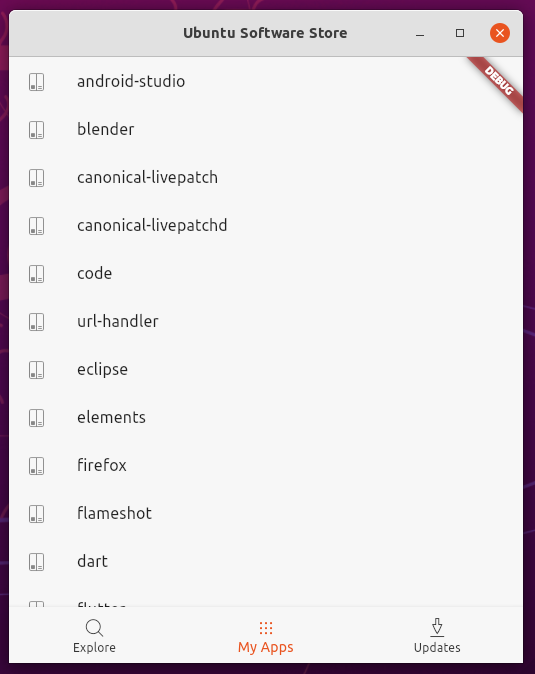 Ubuntu Software Store
DEBUG
android-studio
blender
canonical-livepatch
canonical-livepatchd
code
url-handler
eclipse
elements
firefox
flameshot
dart
flutter
Explore
My Apps
Updates